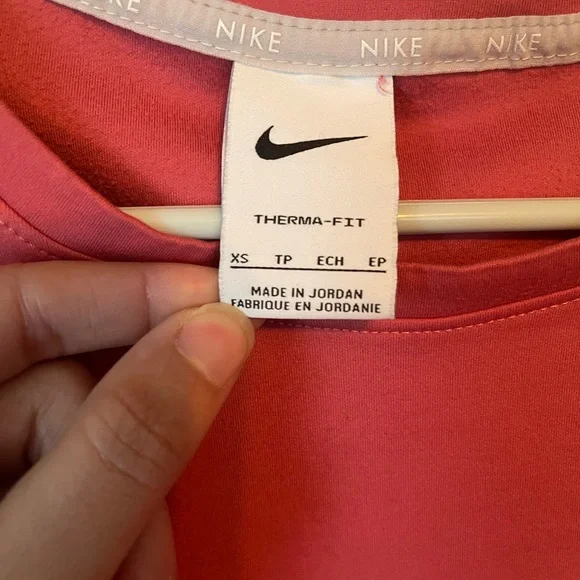 NIKE NIKE NIKE
THERMA-FIT
XS TP ECH EP
MADE IN JORDAN
FABRIQUE EN JORDANIE